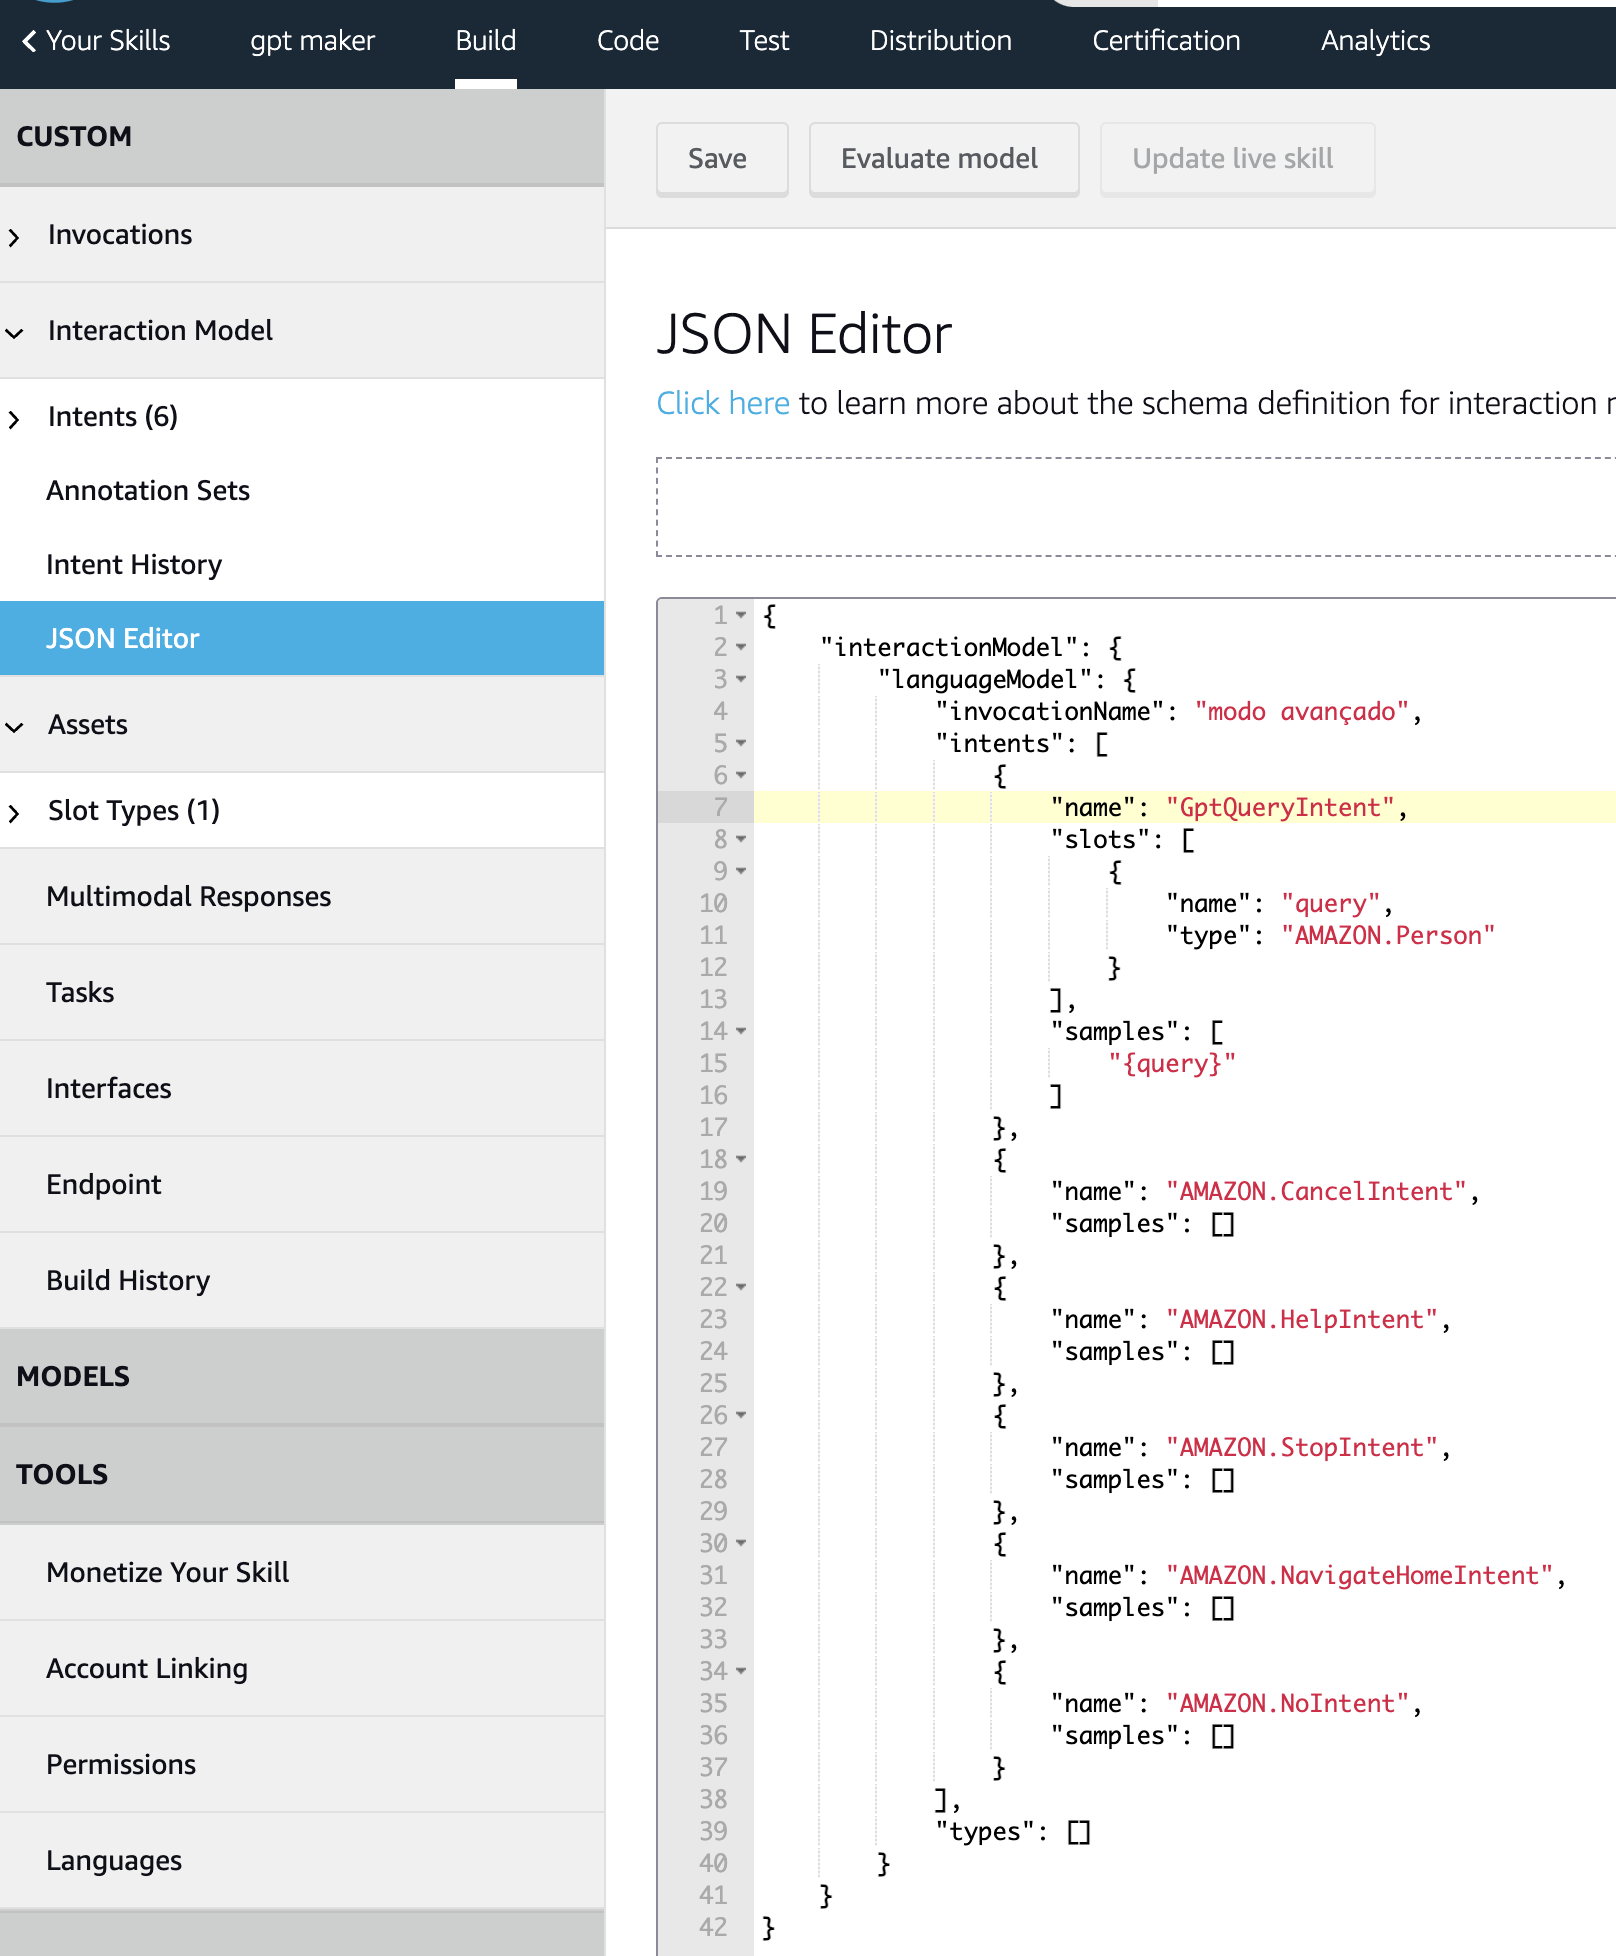 Your Skills
gpt maker
Build
Code
Test
Distribution
Certification
Analytics
CUSTOM
Invocations
Interaction Model
Intents (6)
Annotation Sets
Intent History
JSON Editor
Assets
Slot Types (1)
Multimodal Responses
Tasks
Interfaces
Endpoint
Build History
MODELS
TOOLS
Monetize Your Skill
Account Linking
Permissions
Languages
Save
Evaluate model
Update live skill
JSON Editor
Click here to learn more about the schema definition for interaction
1 {
2 "interactionModel": {
3 "languageModel": {
4 "invocationName": "modo avançado",
5 "intents": [
6 {
7 "name": "GptQueryIntent",
8 "slots": [
9 {
10 "name": "query",
11 "type": "AMAZON.Person"
12 }
13 ],
14 "samples": [
15 "{query}"
16 ]
17 },
18 {
19 "name": "AMAZON.CancelIntent",
20 "samples": []
21 },
22 {
23 "name": "AMAZON.HelpIntent",
24 "samples": []
25 },
26 {
27 "name": "AMAZON.StopIntent",
28 "samples": []
29 },
30 {
31 "name": "AMAZON.NavigateHomeIntent",
32 "samples": []
33 },
34 {
35 "name": "AMAZON.NoIntent",
36 "samples": []
37 }
38 ],
39 "types": []
40 }
41 }
42 }